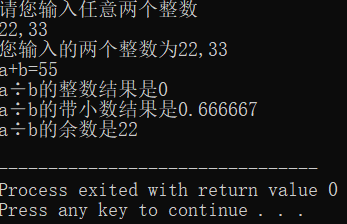 请您输入任意两个整数
22,33
您输入的两个整数为22,33
a+b=55
a÷b的整数结果是0
a÷b的带小数结果是0.666667
a÷b的余数是22
--------------------------------
Process exited with return value 0
Press any key to continue . . .